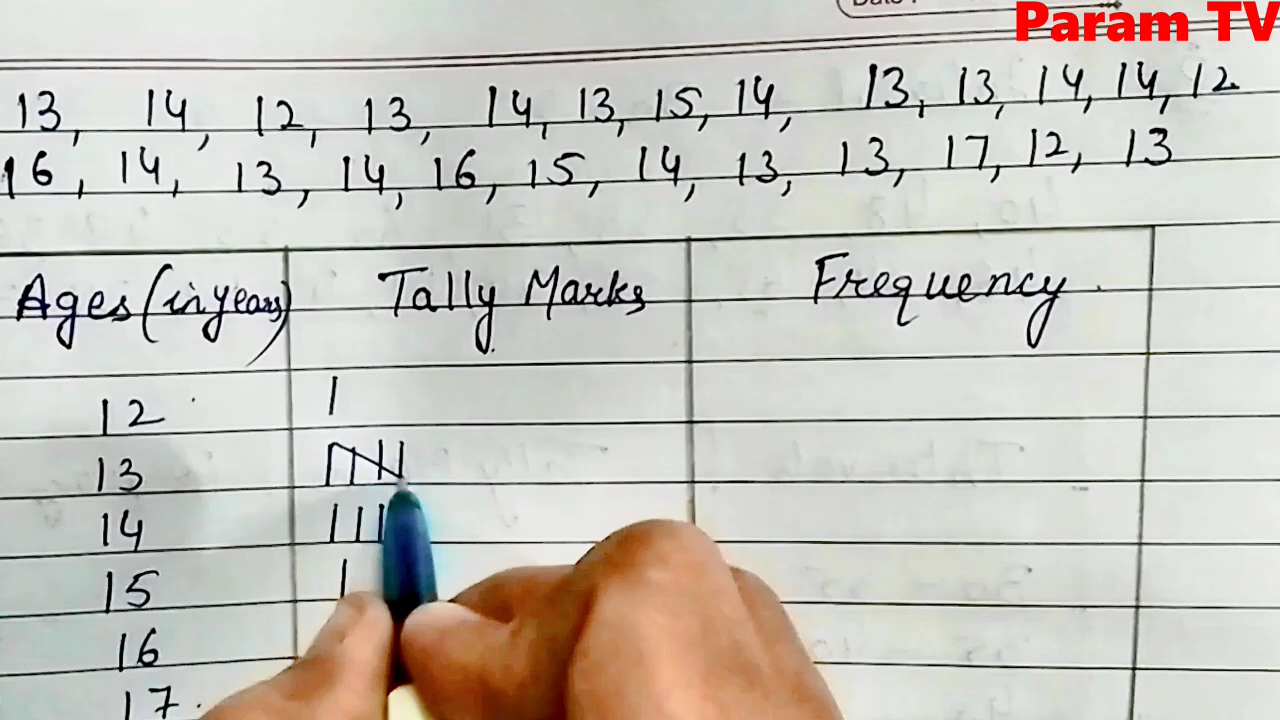 Param TV
13, 14, 12, 13, 14, 13, 15, 14, 13, 13, 14, 14, 12
16, 14, 13, 14, 16, 15, 14, 13, 13, 17, 12, 13
Ages (in years) Tally Marks Frequency
12 |
13
14 |||
15 |
16
17